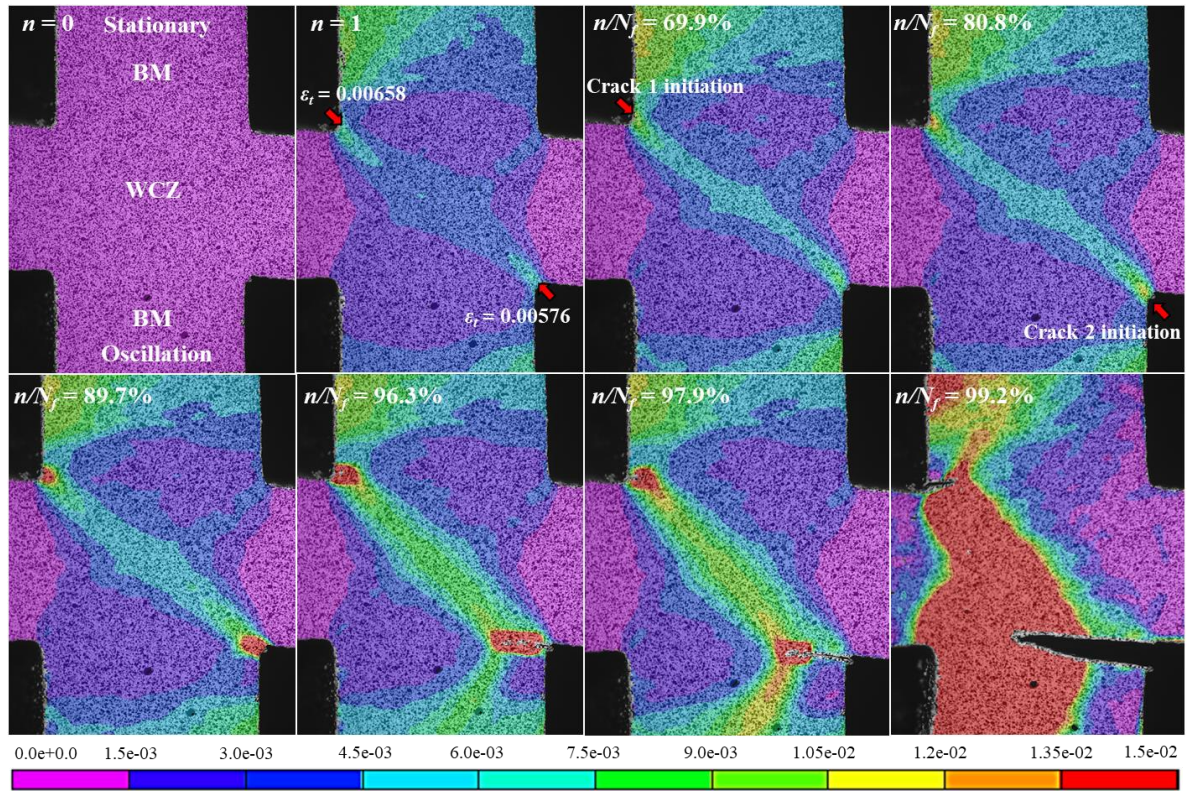 n = 0
Stationary
BM
WCZ
BM
Oscillation
n = 1
εt = 0.00658
εt = 0.00576
n/Nf = 69.9%
Crack 1 initiation
n/Nf = 80.8%
Crack 2 initiation
n/Nf = 89.7%
n/Nf = 96.3%
n/Nf = 97.9%
n/Nf = 99.2%
0.0e+0.0 1.5e-03 3.0e-03 4.5e-03 6.0e-03 7.5e-03 9.0e-03 1.05e-02 1.2e-02 1.35e-02 1.5e-02